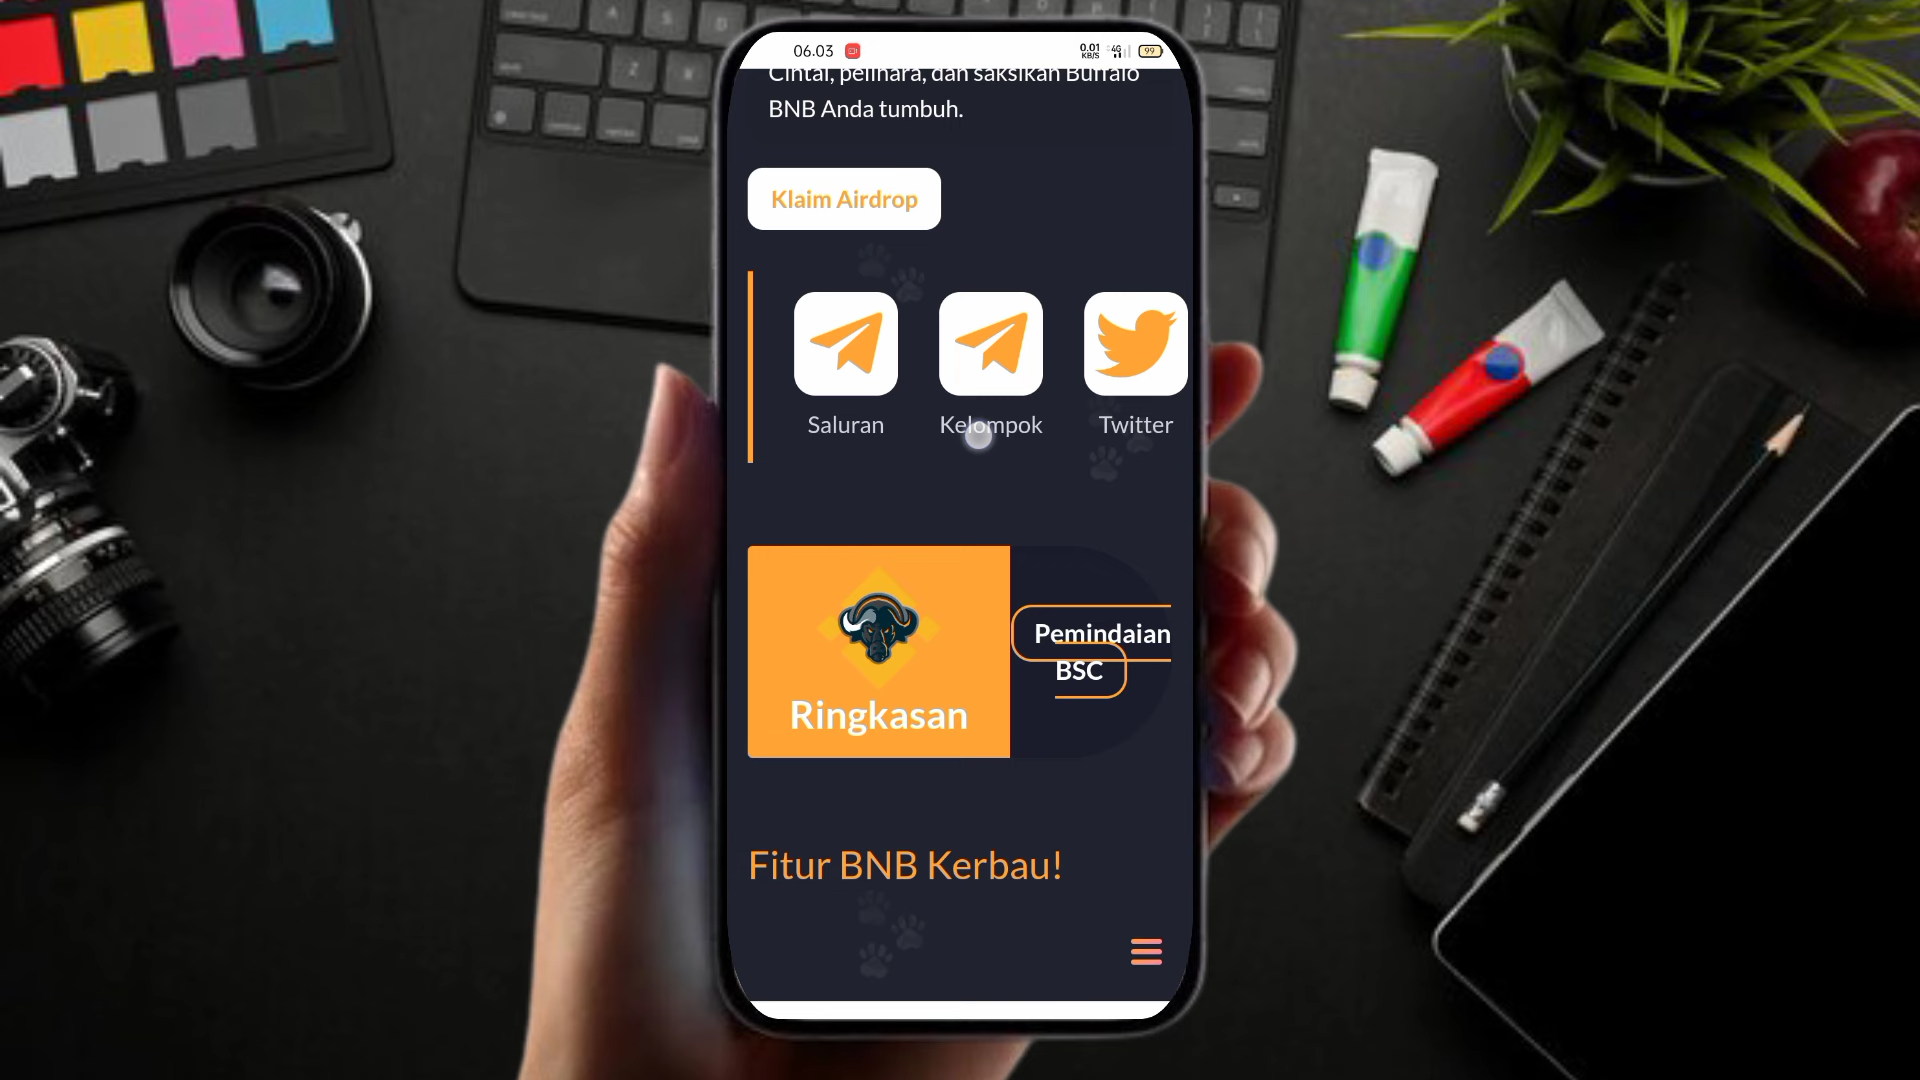 06.03
0.01
KB/S
4G
99
Cintai, pelihara, dan saksikan Buffalo
BNB Anda tumbuh.
Klaim Airdrop
Saluran
Kelompok
Twitter
Pemindaian
BSC
Ringkasan
Fitur BNB Kerbau!
A
S
D
Z
X